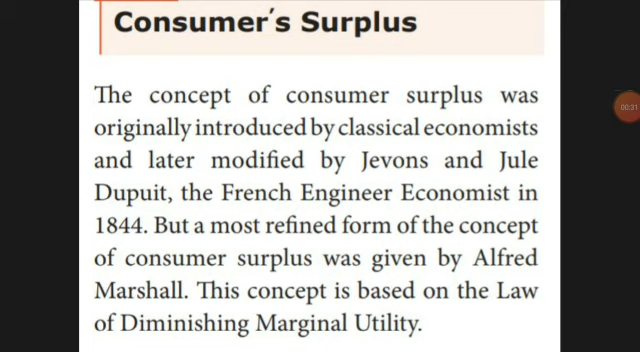 Consumer's Surplus
The concept of consumer surplus was
originally introduced by classical economists
and later modified by Jevons and Jule
Dupuit, the French Engineer Economist in
1844. But a most refined form of the concept
of consumer surplus was given by Alfred
Marshall. This concept is based on the Law
of Diminishing Marginal Utility.
00:31